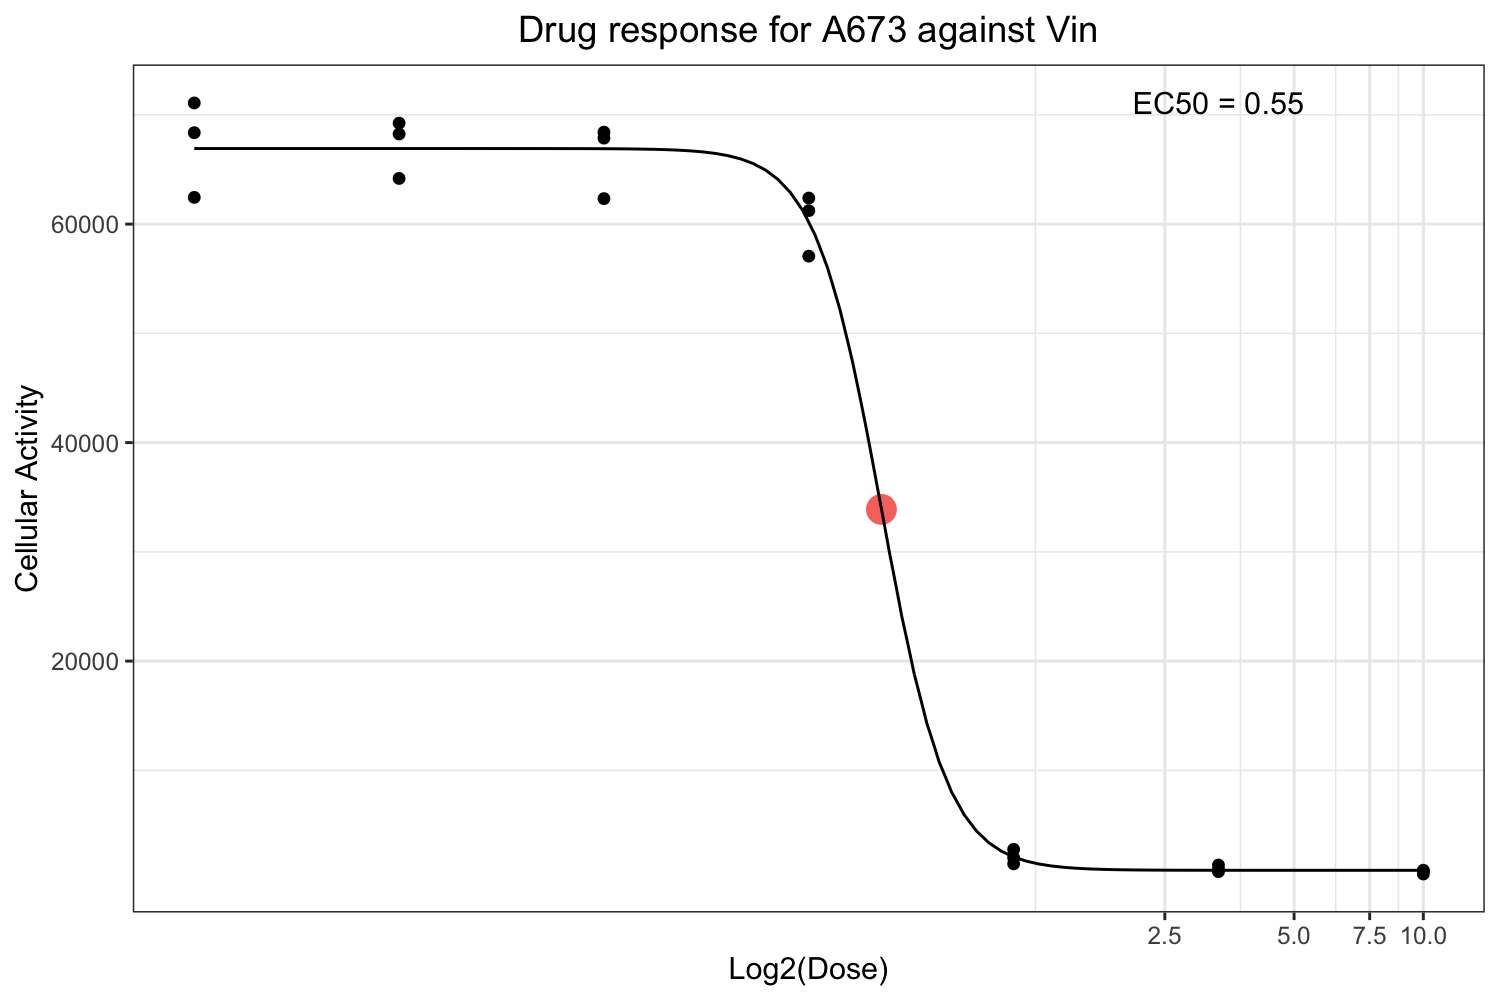 Drug response for A673 against Vin
EC50 = 0.55
60000
40000
20000
Cellular Activity
2.5 5.0 7.5 10.0
Log2(Dose)